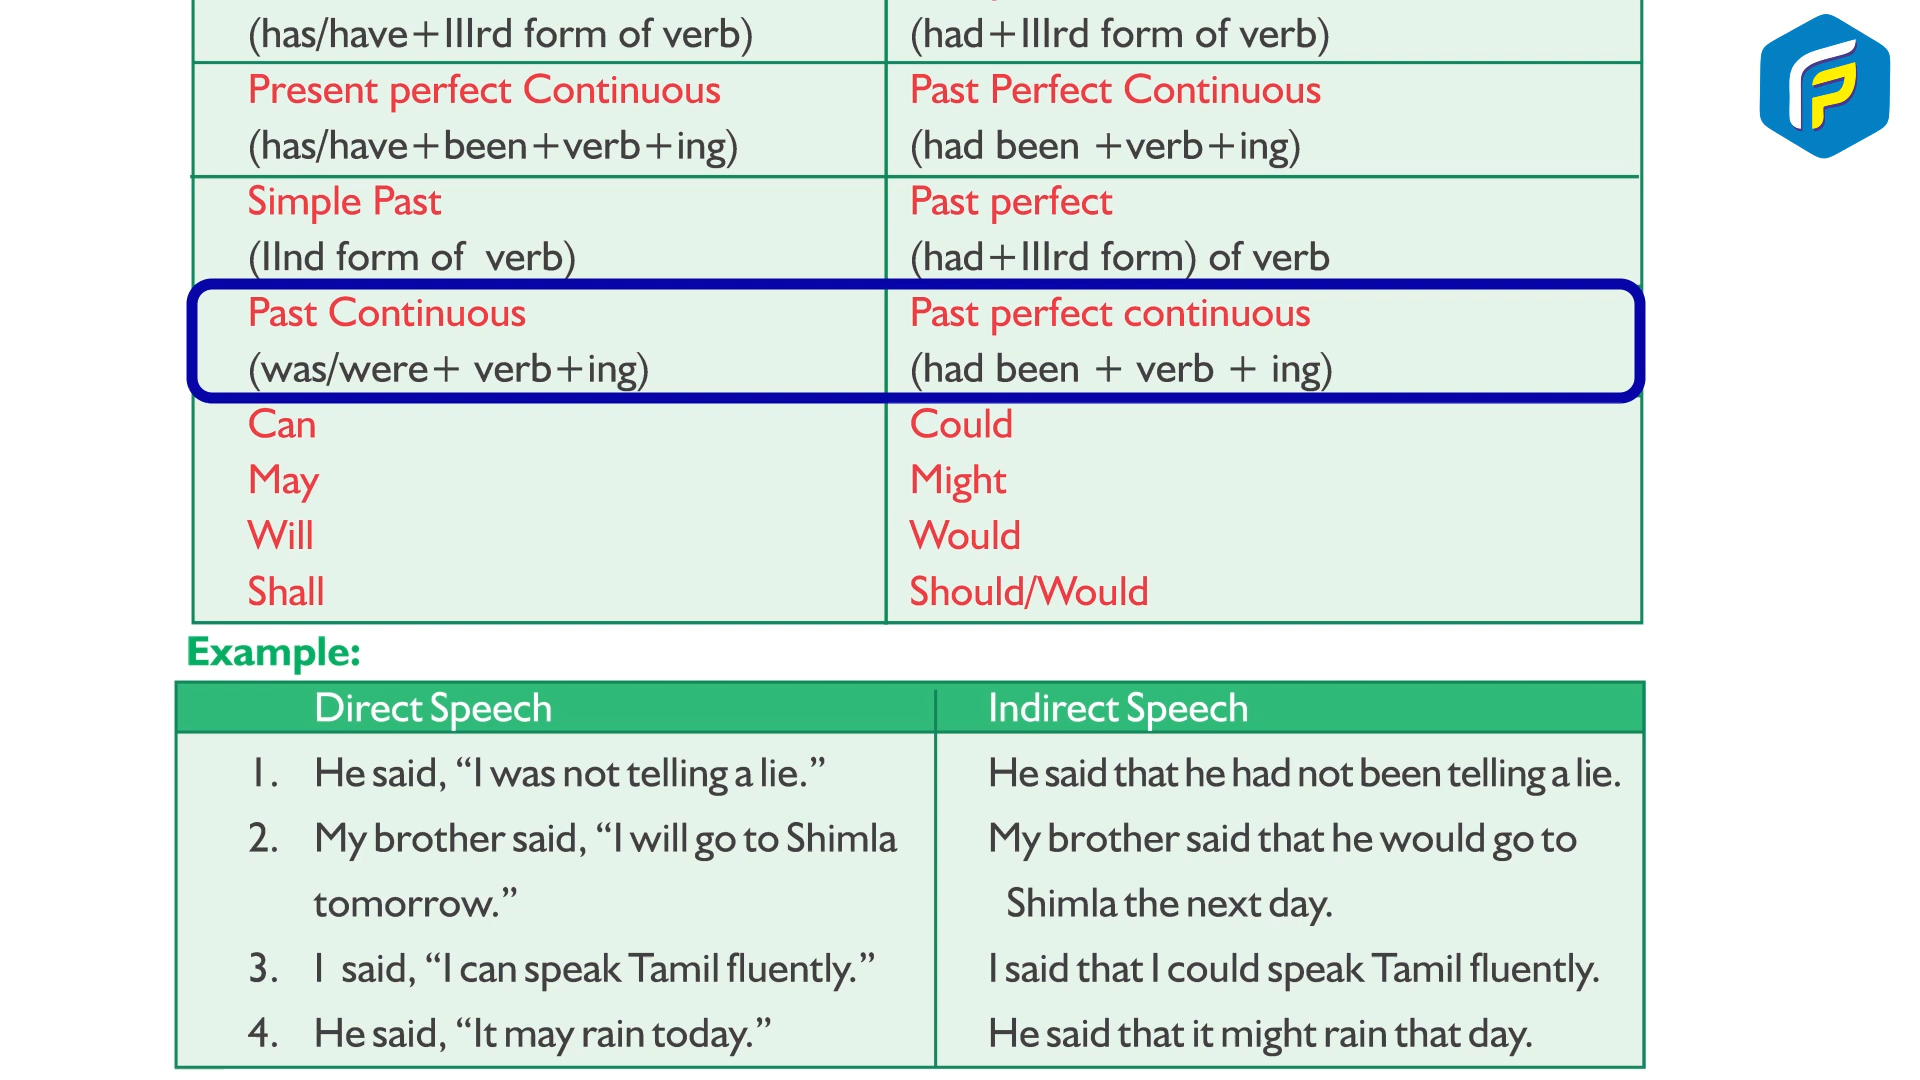 (has/have+IIIrd form of verb) (had+IIIrd form of verb)
Present perfect Continuous Past Perfect Continuous
(has/have+been+verb+ing) (had been +verb+ing)
Simple Past Past perfect
(IInd form of verb) (had+IIIrd form) of verb
Past Continuous Past perfect continuous
(was/were+ verb+ing) (had been + verb + ing)
Can Could
May Might
Will Would
Shall Should/Would
Example:
Direct Speech Indirect Speech
1. He said, “I was not telling a lie.” He said that he had not been telling a lie.
2. My brother said, “I will go to Shimla My brother said that he would go to
tomorrow.” Shimla the next day.
3. I said, “I can speak Tamil fluently.” I said that I could speak Tamil fluently.
4. He said, “It may rain today.” He said that it might rain that day.